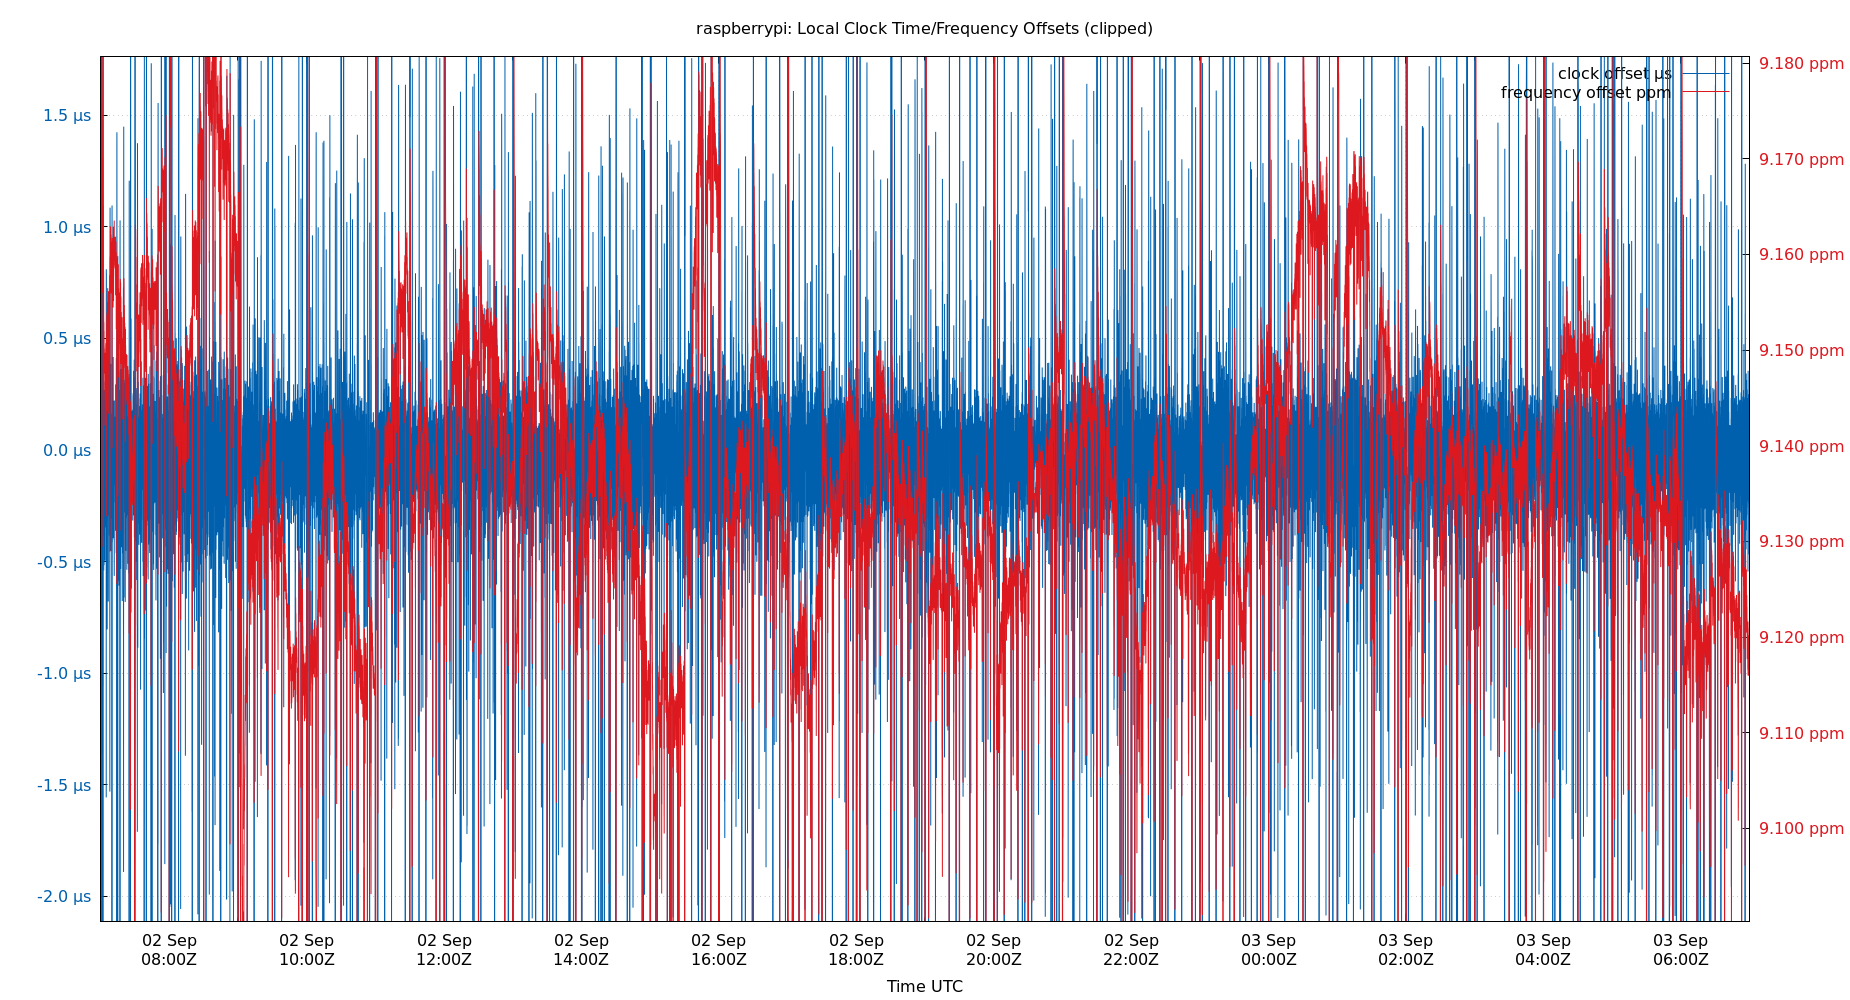 raspberrypi: Local Clock Time/Frequency Offsets (clipped)
clock offset µs
frequency offset ppm
1.5 µs
1.0 µs
0.5 µs
0.0 µs
-0.5 µs
-1.0 µs
-1.5 µs
-2.0 µs
9.180 ppm
9.170 ppm
9.160 ppm
9.150 ppm
9.140 ppm
9.130 ppm
9.120 ppm
9.110 ppm
9.100 ppm
02 Sep 02 Sep 02 Sep 02 Sep 02 Sep 02 Sep 02 Sep 02 Sep 03 Sep 03 Sep 03 Sep 03 Sep
08:00Z 10:00Z 12:00Z 14:00Z 16:00Z 18:00Z 20:00Z 22:00Z 00:00Z 02:00Z 04:00Z 06:00Z
Time UTC